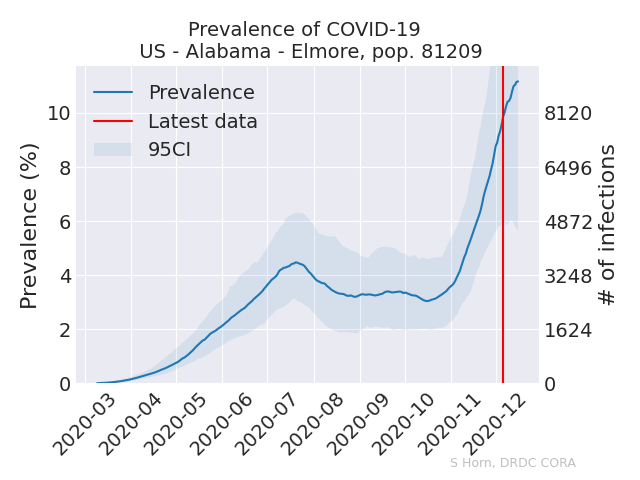 Prevalence of COVID-19
US - Alabama - Elmore, pop. 81209
Prevalence
Latest data
95CI
Prevalence (%)
10
8
6
4
2
0
8120
6496
4872
3248
1624
0
# of infections
2020-03
2020-04
2020-05
2020-06
2020-07
2020-08
2020-09
2020-10
2020-11
2020-12
S Horn, DRDC CORA